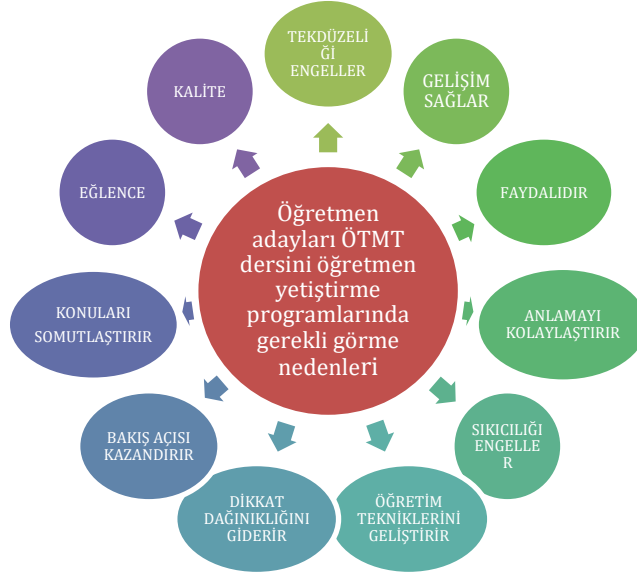 TEKDÜZELİ
Ğİ
ENGELLER
GELİŞİM
SAĞLAR
FAYDALIDIR
ANLAMAYI
KOLAYLAŞTIRIR
SIKICILIĞI
ENGELLE
R
ÖĞRETİM
TEKNİKLERİNİ
GELİŞTİRİR
DİKKAT
DAĞINIKLIĞINI
GİDERİR
BAKIŞ AÇISI
KAZANDIRIR
KONULARI
SOMUTLAŞTIRIR
EĞLENCE
KALİTE
Öğretmen
adayları ÖTMT
dersini öğretmen
yetiştirme
programlarında
gerekli görme
nedenleri